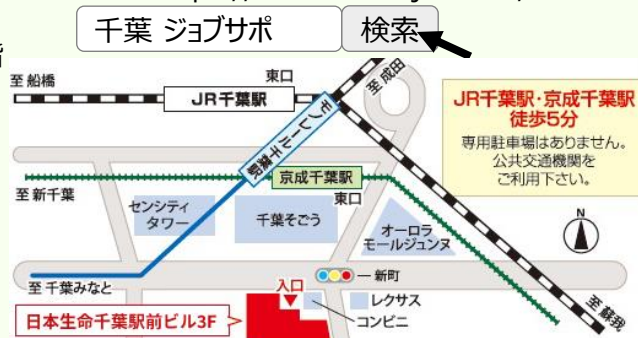 千葉 ジョブサポ
検索
至 船橋
JR千葉駅
東口
至 成田
モノレール千葉駅
JR千葉駅・京成千葉駅
徒歩5分
専用駐車場はありません。
公共交通機関を
ご利用下さい。
京成千葉駅
東口
至 新千葉
センシティ
タワー
千葉そごう
オーロラ
モールジュンヌ
N
新町
至 千葉みなと
入口
レクサス
コンビニ
至 蘇我
日本生命千葉駅前ビル3F